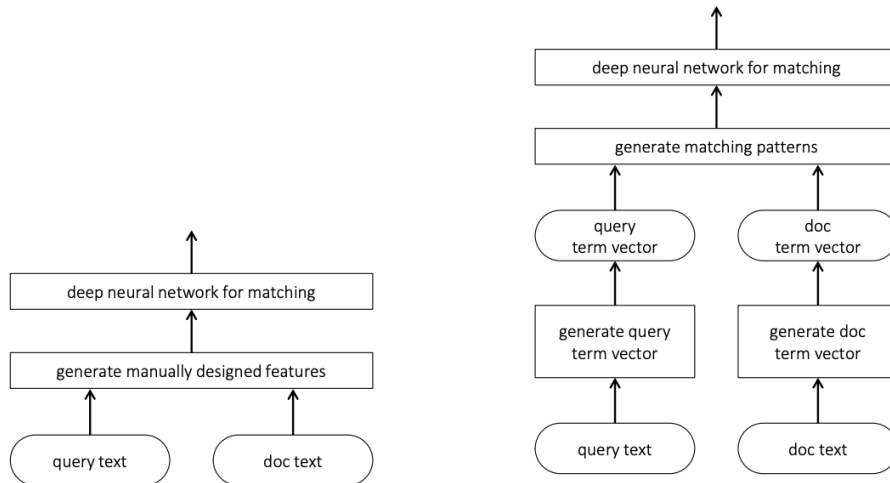 deep neural network for matching
generate manually designed features
query text
doc text
deep neural network for matching
generate matching patterns
query
term vector
doc
term vector
generate query
term vector
generate doc
term vector
query text
doc text